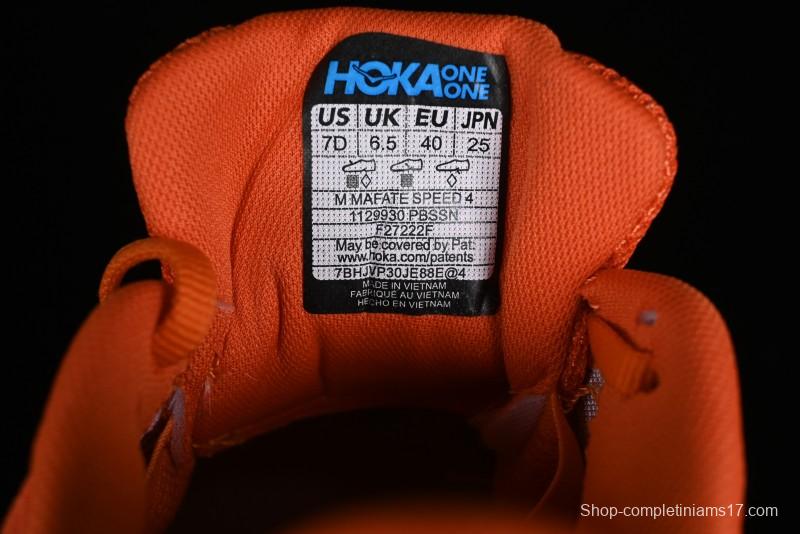 HOKA ONE ONE
US UK EU JPN
7D 6.5 40 25
M MAFATE SPEED 4
1129930 PBSSN
F27222F
May be covered by Pat:
www.hoka.com/patents
7BHJVP30JE88E@4
MADE IN VIETNAM
FABRIQUÉ AU VIETNAM
HECHO EN VIETNAM
Shop-completiniams17.com